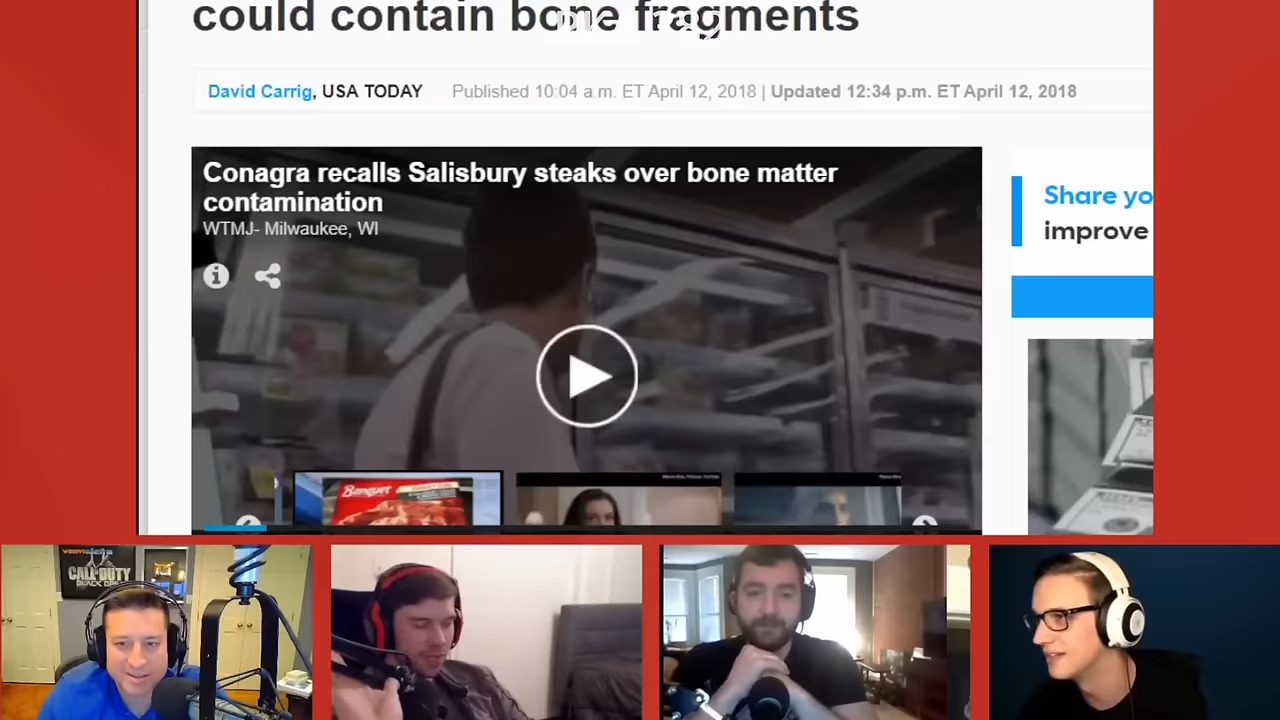 could contain bone fragments
David Carrig, USA TODAY Published 10:04 a.m. ET April 12, 2018 | Updated 12:34 p.m. ET April 12, 2018
Conagra recalls Salisbury steaks over bone matter
contamination
WTMJ- Milwaukee, WI
Share yo
improve
Banquet
CALL OF DUTY
BLACK OPS